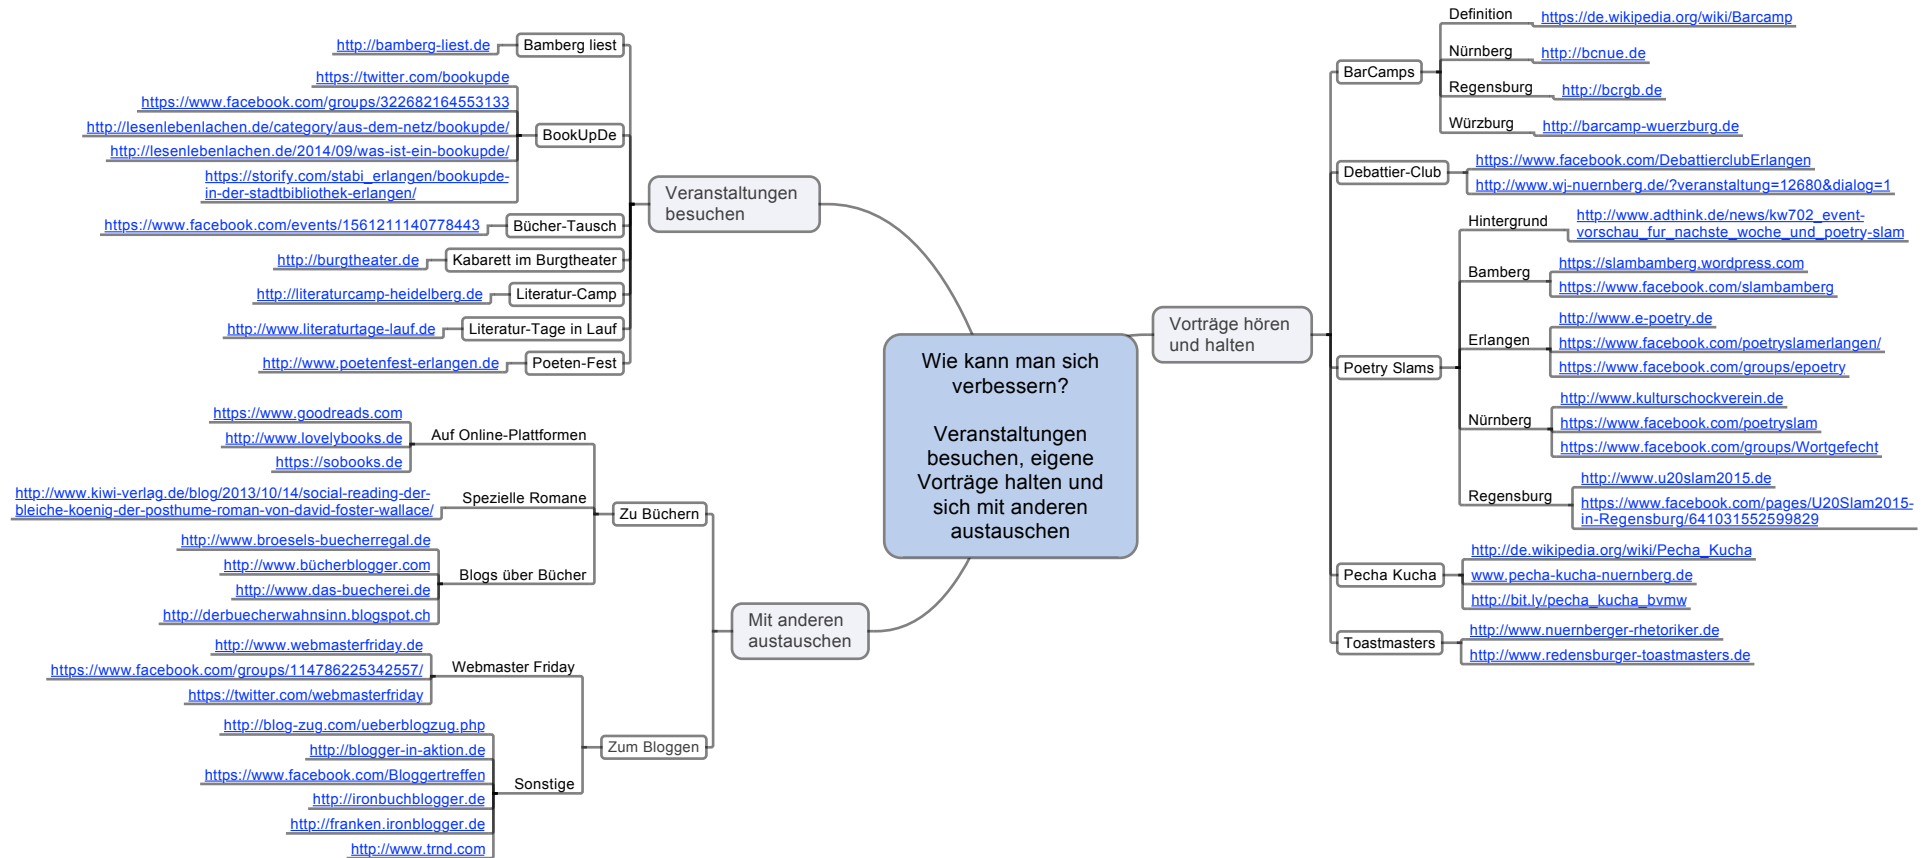 Wie kann man sich
verbessern?
Veranstaltungen
besuchen, eigene
Vorträge halten und
sich mit anderen
austauschen
Veranstaltungen
besuchen
Bamberg liest
http://bamberg-liest.de
BookUpDe
https://twitter.com/bookupde
https://www.facebook.com/groups/322682164553133
http://lesenlebenlachen.de/category/aus-dem-netz/bookupde/
http://lesenlebenlachen.de/2014/09/was-ist-ein-bookupde/
https://storify.com/stabi_erlangen/bookupde-
in-der-stadtbibliothek-erlangen/
Bücher-Tausch
https://www.facebook.com/events/1561211140778443
Kabarett im Burgtheater
http://burgtheater.de
Literatur-Camp
http://literaturcamp-heidelberg.de
Literatur-Tage in Lauf
http://www.literaturtage-lauf.de
Poeten-Fest
http://www.poetenfest-erlangen.de
Mit anderen
austauschen
Zu Büchern
Auf Online-Plattformen
https://www.goodreads.com
http://www.lovelybooks.de
https://sobooks.de
Spezielle Romane
http://www.kiwi-verlag.de/blog/2013/10/14/social-reading-der-
bleiche-koenig-der-posthume-roman-von-david-foster-wallace/
Blogs über Bücher
http://www.broesels-buecherregal.de
http://www.bücherblogger.com
http://www.das-buecherei.de
http://derbuecherwahnsinn.blogspot.ch
Zum Bloggen
Webmaster Friday
http://www.webmasterfriday.de
https://www.facebook.com/groups/114786225342557/
https://twitter.com/webmasterfriday
Sonstige
http://blog-zug.com/ueberblogzug.php
http://blogger-in-aktion.de
https://www.facebook.com/Bloggertreffen
http://ironbuchblogger.de
http://franken.ironblogger.de
http://www.trnd.com
Vorträge hören
und halten
BarCamps
Definition
https://de.wikipedia.org/wiki/Barcamp
Nürnberg
http://bcnue.de
Regensburg
http://bcrgb.de
Würzburg
http://barcamp-wuerzburg.de
Debattier-Club
https://www.facebook.com/DebattierclubErlangen
http://www.wj-nuernberg.de/?veranstaltung=12680&dialog=1
Poetry Slams
Hintergrund
http://www.adthink.de/news/kw702_event-
vorschau_fur_nachste_woche_und_poetry-slam
Bamberg
https://slambamberg.wordpress.com
https://www.facebook.com/slambamberg
Erlangen
http://www.e-poetry.de
https://www.facebook.com/poetryslamerlangen/
https://www.facebook.com/groups/epoetry
Nürnberg
http://www.kulturschockverein.de
https://www.facebook.com/poetryslam
https://www.facebook.com/groups/Wortgefecht
Regensburg
http://www.u20slam2015.de
https://www.facebook.com/pages/U20Slam2015-
in-Regensburg/641031552599829
Pecha Kucha
http://de.wikipedia.org/wiki/Pecha_Kucha
www.pecha-kucha-nuernberg.de
http://bit.ly/pecha_kucha_bvmw
Toastmasters
http://www.nuernberger-rhetoriker.de
http://www.redensburger-toastmasters.de